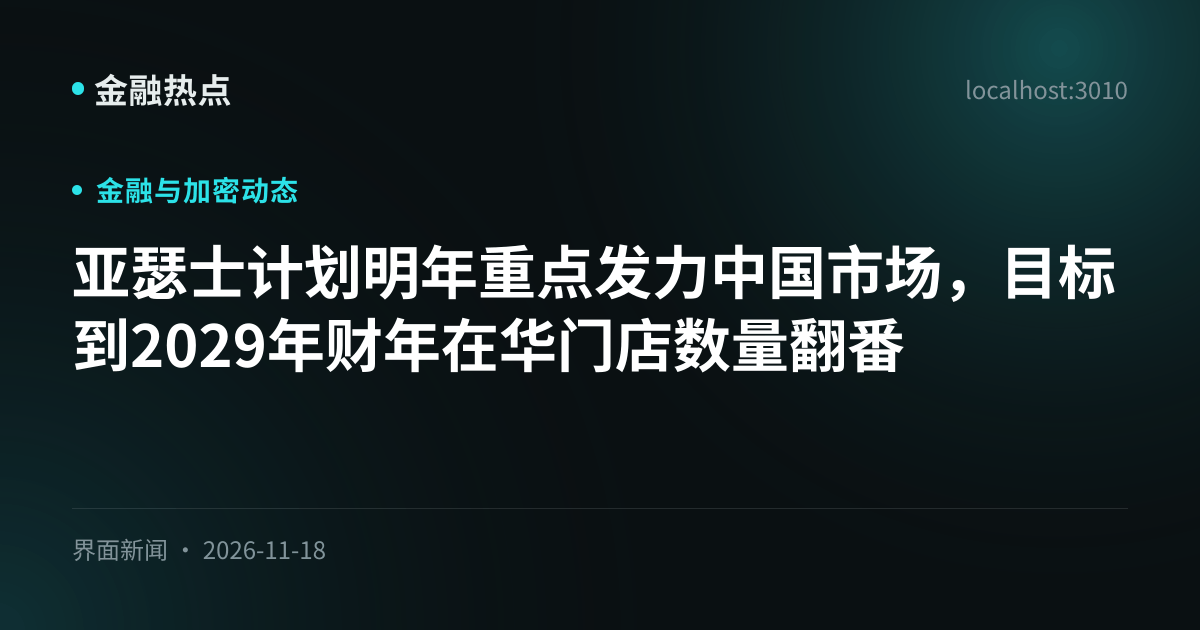 金融热点
localhost:3010
金融与加密动态
亚瑟士计划明年重点发力中国市场，目标
到2029年财年在华门店数量翻番
界面新闻 · 2026-11-18